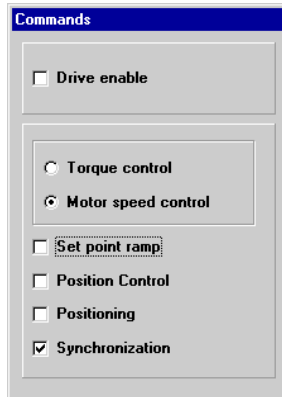 Commands
Drive enable
Torque control
Motor speed control
Set point ramp
Position Control
Positioning
Synchronization